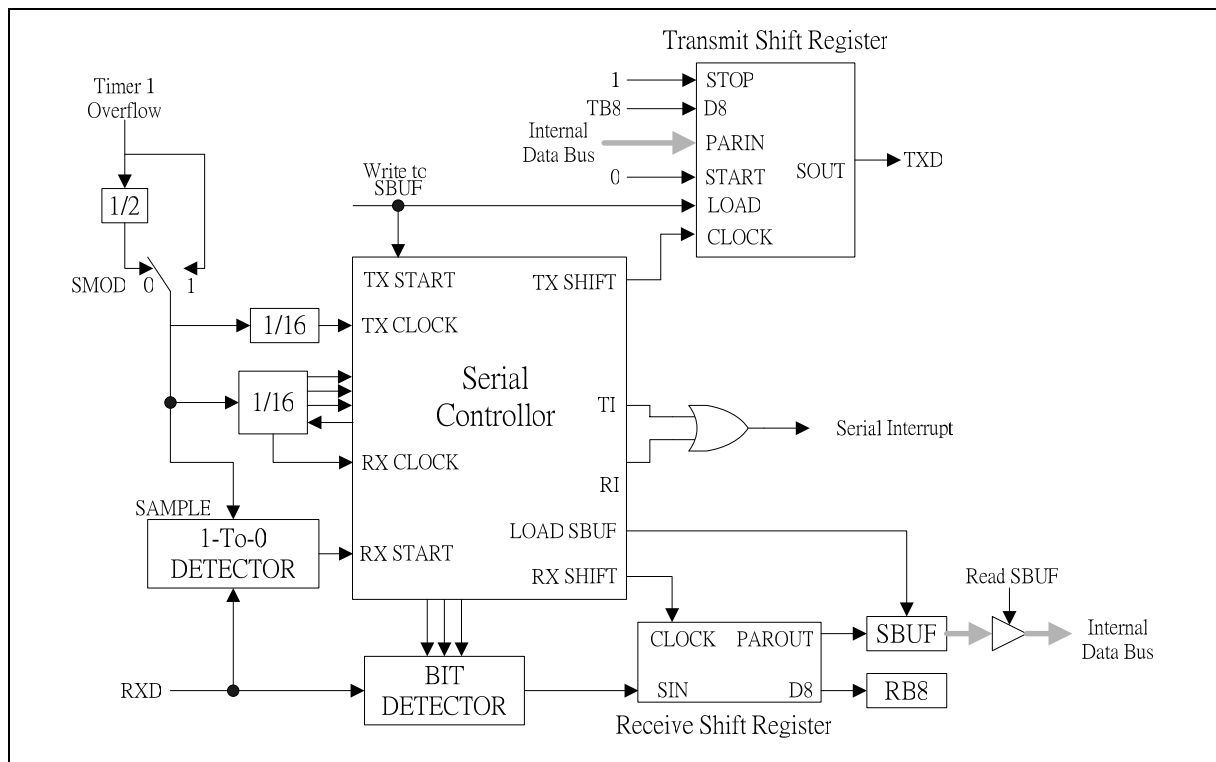 Transmit Shift Register
Timer 1
Overflow
1
STOP
TB8
D8
Internal
Data Bus
PARIN
SOUT
TXD
0
START
Write to
SBUF
LOAD
CLOCK
1/2
SMOD 0 1
TX START
TX SHIFT
1/16
TX CLOCK
1/16
Serial
Controllor
TI
Serial Interrupt
RX CLOCK
RI
SAMPLE
1-To-0
DETECTOR
RX START
LOAD SBUF
RX SHIFT
Read SBUF
CLOCK
PAROUT
SBUF
Internal
Data Bus
RXD
BIT
DETECTOR
SIN
D8
RB8
Receive Shift Register